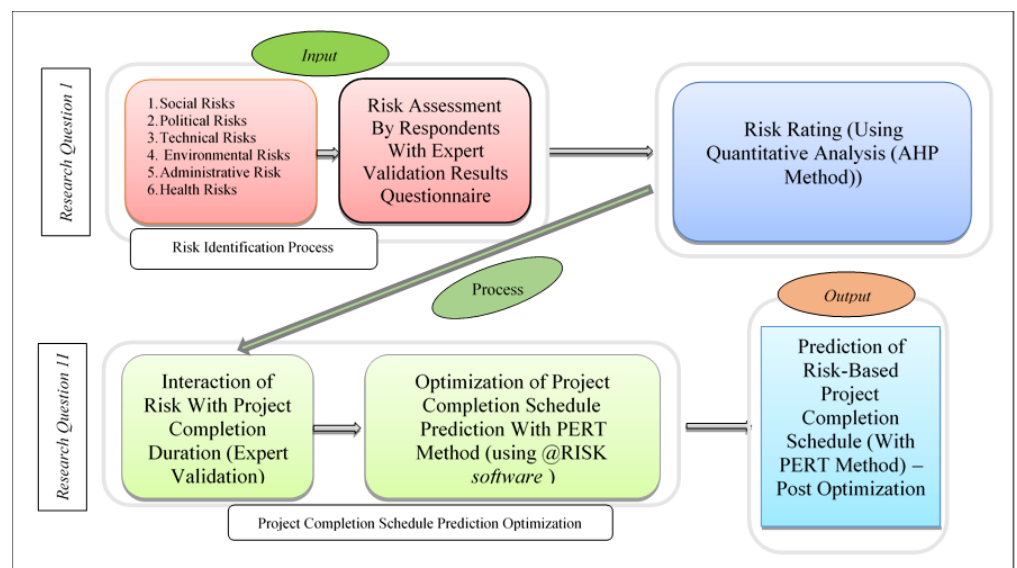 Input
Research Question 1
1. Social Risks
2. Political Risks
3. Technical Risks
4. Environmental Risks
5. Administrative Risk
6. Health Risks
Risk Assessment
By Respondents
With Expert
Validation Results
Questionnaire
Risk Rating (Using
Quantitative Analysis (AHP
Method))
Risk Identification Process
Process
Output
Research Question 11
Interaction of
Risk With Project
Completion
Duration (Expert
Validation)
Optimization of Project
Completion Schedule
Prediction With PERT
Method (using @RISK
software )
Prediction of
Risk-Based
Project
Completion
Schedule (With
PERT Method) –
Post Optimization
Project Completion Schedule Prediction Optimization